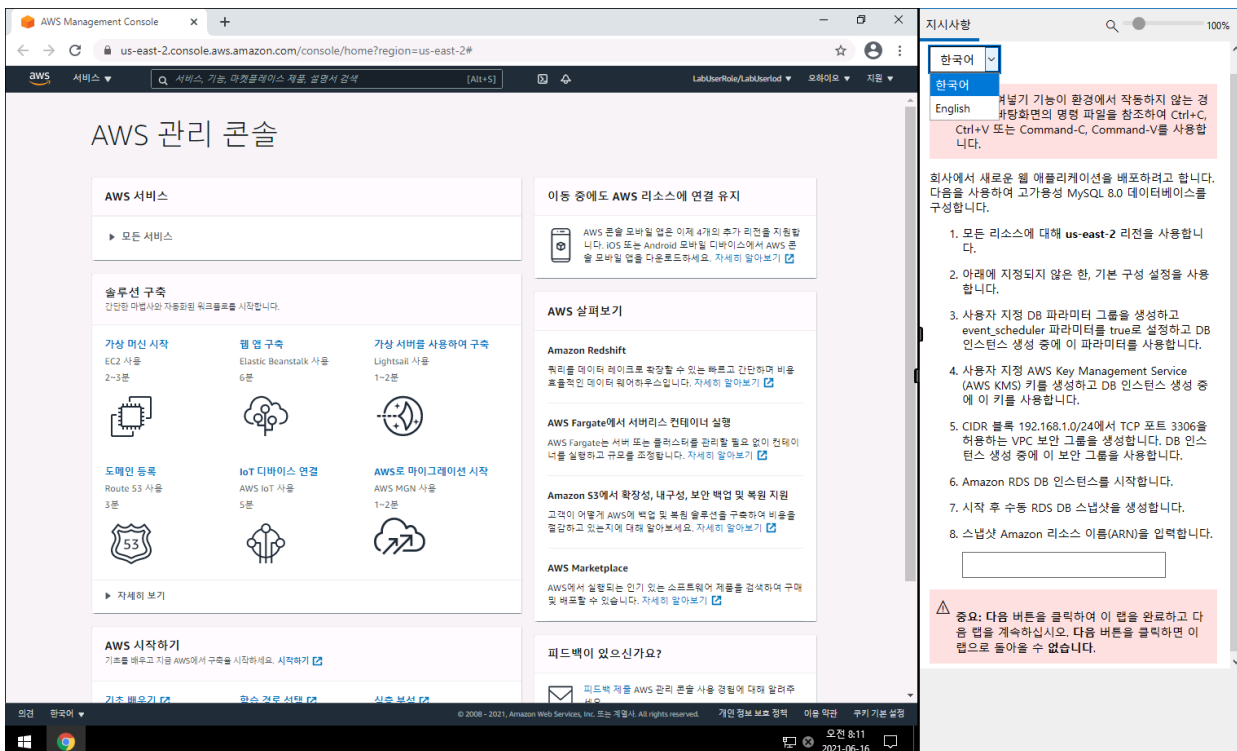 AWS Management Console
us-east-2.console.aws.amazon.com/console/home?region=us-east-2#
aws 서비스 서비스, 기능, 마켓플레이스 제품, 설명서 검색 [Alt+S] LabUserRole/LabUserIod 오하이오 지원
AWS 관리 콘솔
AWS 서비스
모든 서비스
솔루션 구축
간단한 마법사와 자동화된 워크플로를 시작합니다.
가상 머신 시작
EC2 사용
2~3분
웹 앱 구축
Elastic Beanstalk 사용
6분
가상 서버를 사용하여 구축
Lightsail 사용
1~2분
도메인 등록
Route 53 사용
3분
53
IoT 디바이스 연결
AWS IoT 사용
5분
AWS로 마이그레이션 시작
AWS MGN 사용
1~2분
자세히 보기
AWS 시작하기
기초를 배우고 지금 AWS에서 구축을 시작하세요. 시작하기
기초 배우기
학습 경로 선택
심층 분석
이동 중에도 AWS 리소스에 연결 유지
AWS 콘솔 모바일 앱은 이제 4개의 추가 리전을 지원합
니다. iOS 또는 Android 모바일 디바이스에서 AWS 콘
솔 모바일 앱을 다운로드하세요. 자세히 알아보기
AWS 살펴보기
Amazon Redshift
쿼리를 데이터 레이크로 확장할 수 있는 빠르고 간단하며 비용
효율적인 데이터 웨어하우스입니다. 자세히 알아보기
AWS Fargate에서 서버리스 컨테이너 실행
AWS Fargate는 서버 또는 클러스터를 관리할 필요 없이 컨테이
너를 실행하고 규모를 조정합니다. 자세히 알아보기
Amazon S3에서 확장성, 내구성, 보안 백업 및 복원 지원
고객이 어떻게 AWS에 백업 및 복원 솔루션을 구축하여 비용을
절감하고 있는지에 대해 알아보세요. 자세히 알아보기
AWS Marketplace
AWS에서 실행되는 인기 있는 소프트웨어 제품을 검색하여 구매
및 배포할 수 있습니다. 자세히 알아보기
피드백이 있으신가요?
피드백 제출 AWS 관리 콘솔 사용 경험에 대해 알려주
의견 한국어 © 2008 - 2021, Amazon Web Services, Inc. 또는 계열사. All rights reserved. 개인 정보 보호 정책 이용 약관 쿠키 기본 설정
오전 8:11
2021-06-16
지시사항 100%
한국어
한국어
English
여넣기 기능이 환경에서 작동하지 않는 경
바탕화면의 명령 파일을 참조하여 Ctrl+C,
Ctrl+V 또는 Command-C, Command-V를 사용합
니다.
회사에서 새로운 웹 애플리케이션을 배포하려고 합니다.
다음을 사용하여 고가용성 MySQL 8.0 데이터베이스를
구성합니다.
1. 모든 리소스에 대해 us-east-2 리전을 사용합니
다.
2. 아래에 지정되지 않은 한, 기본 구성 설정을 사용
합니다.
3. 사용자 지정 DB 파라미터 그룹을 생성하고
event_scheduler 파라미터를 true로 설정하고 DB
인스턴스 생성 중에 이 파라미터를 사용합니다.
4. 사용자 지정 AWS Key Management Service
(AWS KMS) 키를 생성하고 DB 인스턴스 생성 중
에 이 키를 사용합니다.
5. CIDR 블록 192.168.1.0/24에서 TCP 포트 3306을
허용하는 VPC 보안 그룹을 생성합니다. DB 인스
턴스 생성 중에 이 보안 그룹을 사용합니다.
6. Amazon RDS DB 인스턴스를 시작합니다.
7. 시작 후 수동 RDS DB 스냅샷을 생성합니다.
8. 스냅샷 Amazon 리소스 이름(ARN)을 입력합니다.
중요: 다음 버튼을 클릭하여 이 랩을 완료하고 다
음 랩을 계속하십시오. 다음 버튼을 클릭하면 이
랩으로 돌아올 수 없습니다.